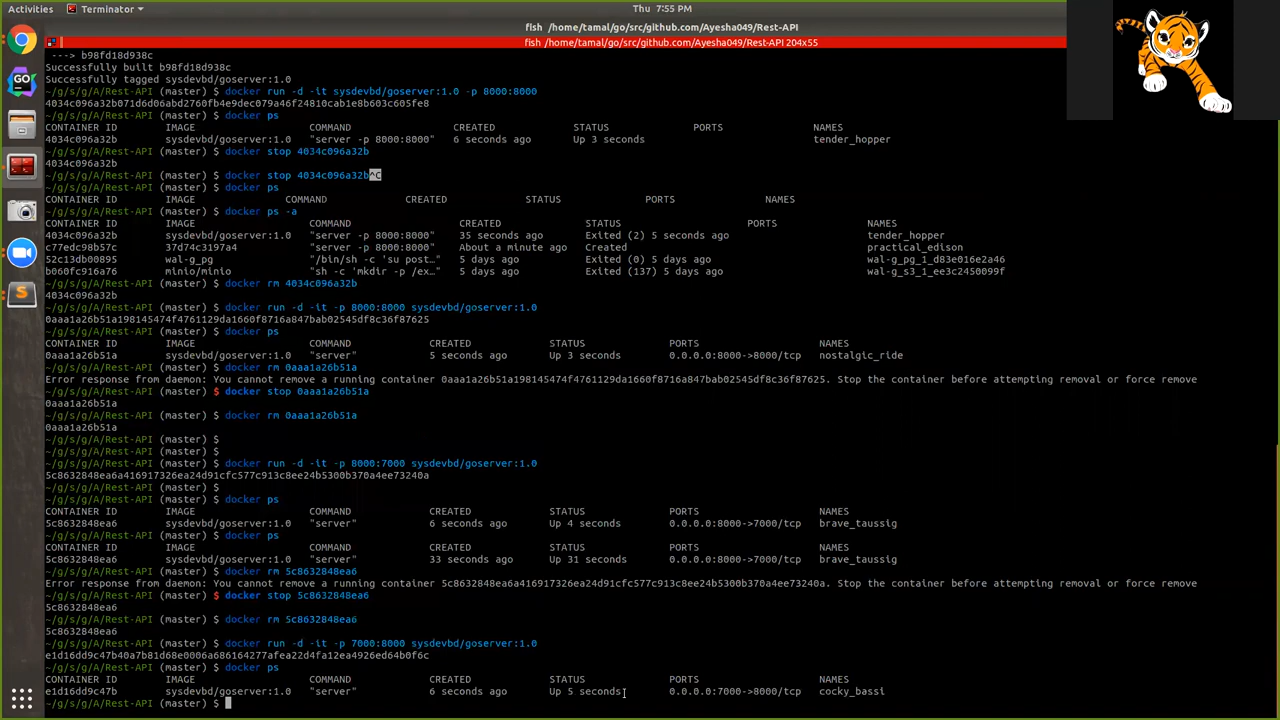 Activities Terminator Thu 7:55 PM
fish /home/tamal/go/src/github.com/Ayesha049/Rest-API
fish /home/tamal/go/src/github.com/Ayesha049/Rest-API 204x55
---> b98fd18d938c
Successfully built b98fd18d938c
Successfully tagged sysdevbd/goserver:1.0
~/g/s/g/A/Rest-API (master) $ docker run -d -it sysdevbd/goserver:1.0 -p 8000:8000
4034c096a32b071d6d06abd2760fb4e9dec079a46f24810cab1e8b603c605fe8
~/g/s/g/A/Rest-API (master) $ docker ps
CONTAINER ID IMAGE COMMAND CREATED STATUS PORTS NAMES
4034c096a32b sysdevbd/goserver:1.0 "server -p 8000:8000" 6 seconds ago Up 3 seconds tender_hopper
~/g/s/g/A/Rest-API (master) $ docker stop 4034c096a32b
4034c096a32b
~/g/s/g/A/Rest-API (master) $ docker stop 4034c096a32b^C
~/g/s/g/A/Rest-API (master) $ docker ps
CONTAINER ID IMAGE COMMAND CREATED STATUS PORTS NAMES
~/g/s/g/A/Rest-API (master) $ docker ps -a
CONTAINER ID IMAGE COMMAND CREATED STATUS PORTS NAMES
4034c096a32b sysdevbd/goserver:1.0 "server -p 8000:8000" 35 seconds ago Exited (2) 5 seconds ago tender_hopper
c77edc98b57c 37d74c3197a4 "server -p 8000:8000" About a minute ago Created practical_edison
52c13db00895 wal-g_pg "/bin/sh -c 'su post…" 5 days ago Exited (0) 5 days ago wal-g_pg_1_d83e016e2a46
b060fc916a76 minio/minio "sh -c 'mkdir -p /ex…" 5 days ago Exited (137) 5 days ago wal-g_s3_1_ee3c2450099f
~/g/s/g/A/Rest-API (master) $ docker rm 4034c096a32b
4034c096a32b
~/g/s/g/A/Rest-API (master) $ docker run -d -it -p 8000:8000 sysdevbd/goserver:1.0
0aaa1a26b51a198145474f4761129da1660f8716a847bab02545df8c36f87625
~/g/s/g/A/Rest-API (master) $ docker ps
CONTAINER ID IMAGE COMMAND CREATED STATUS PORTS NAMES
0aaa1a26b51a sysdevbd/goserver:1.0 "server" 5 seconds ago Up 3 seconds 0.0.0.0:8000->8000/tcp nostalgic_ride
~/g/s/g/A/Rest-API (master) $ docker rm 0aaa1a26b51a
Error response from daemon: You cannot remove a running container 0aaa1a26b51a198145474f4761129da1660f8716a847bab02545df8c36f87625. Stop the container before attempting removal or force remove
~/g/s/g/A/Rest-API (master) $ docker stop 0aaa1a26b51a
0aaa1a26b51a
~/g/s/g/A/Rest-API (master) $ docker rm 0aaa1a26b51a
0aaa1a26b51a
~/g/s/g/A/Rest-API (master) $
~/g/s/g/A/Rest-API (master) $
~/g/s/g/A/Rest-API (master) $ docker run -d -it -p 8000:7000 sysdevbd/goserver:1.0
5c8632848ea6a416917326ea24d91cfc577c913c8ee24b5300b370a4ee73240a
~/g/s/g/A/Rest-API (master) $
~/g/s/g/A/Rest-API (master) $ docker ps
CONTAINER ID IMAGE COMMAND CREATED STATUS PORTS NAMES
5c8632848ea6 sysdevbd/goserver:1.0 "server" 6 seconds ago Up 4 seconds 0.0.0.0:8000->7000/tcp brave_taussig
~/g/s/g/A/Rest-API (master) $ docker ps
CONTAINER ID IMAGE COMMAND CREATED STATUS PORTS NAMES
5c8632848ea6 sysdevbd/goserver:1.0 "server" 33 seconds ago Up 31 seconds 0.0.0.0:8000->7000/tcp brave_taussig
~/g/s/g/A/Rest-API (master) $ docker rm 5c8632848ea6
Error response from daemon: You cannot remove a running container 5c8632848ea6a416917326ea24d91cfc577c913c8ee24b5300b370a4ee73240a. Stop the container before attempting removal or force remove
~/g/s/g/A/Rest-API (master) $ docker stop 5c8632848ea6
5c8632848ea6
~/g/s/g/A/Rest-API (master) $ docker rm 5c8632848ea6
5c8632848ea6
~/g/s/g/A/Rest-API (master) $ docker run -d -it -p 7000:8000 sysdevbd/goserver:1.0
e1d16dd9c47b40a7b81d68e0006a686164277afea22d4fa12ea4926ed64b0f6c
~/g/s/g/A/Rest-API (master) $ docker ps
CONTAINER ID IMAGE COMMAND CREATED STATUS PORTS NAMES
e1d16dd9c47b sysdevbd/goserver:1.0 "server" 6 seconds ago Up 5 seconds 0.0.0.0:7000->8000/tcp cocky_bassi
~/g/s/g/A/Rest-API (master) $